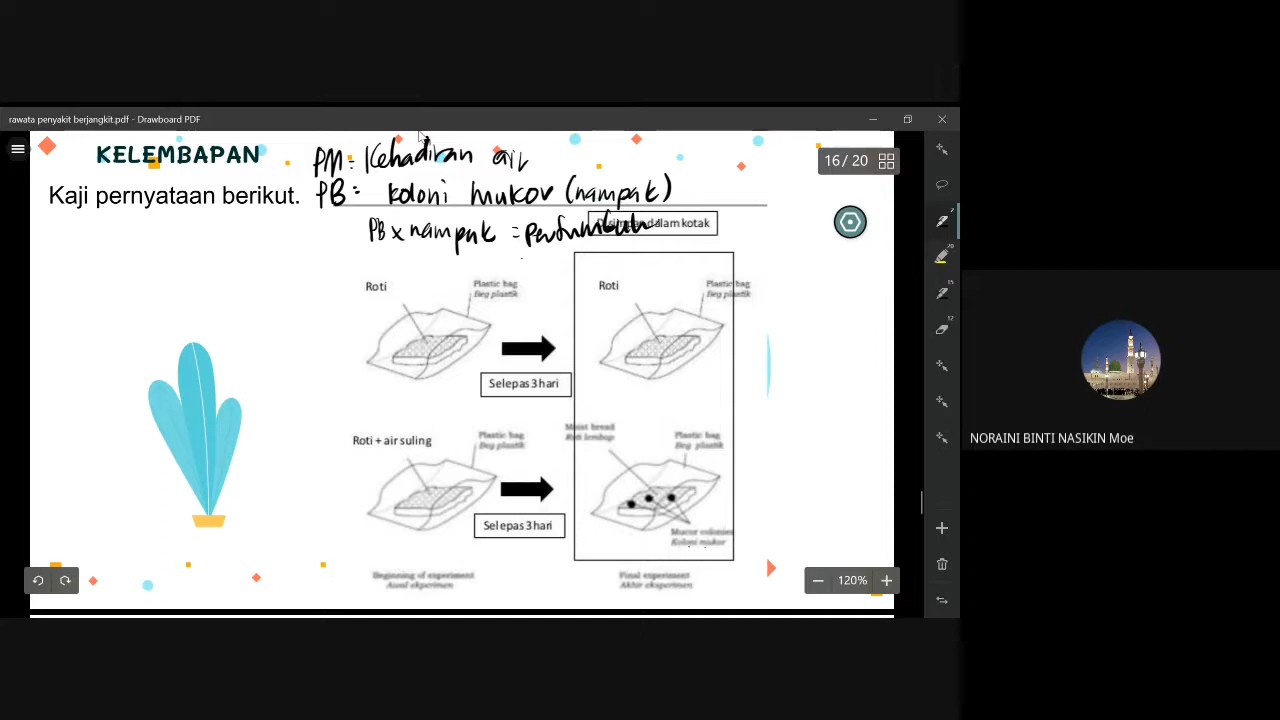 rawata penyakit berjangkit.pdf - Drawboard PDF
KELEMBAPAN
PM = Kehadiran air
16 / 20
Kaji pernyataan berikut.
PB = koloni mukor (nampak)
PB x nampak =
dalam kotak
Roti
Plastic bag
Beg plastik
Roti
Plastic bag
Beg plastik
Selepas 3 hari
Roti + air suling
Plastic bag
Beg plastik
Moist bread
Roti lembap
Plastic bag
Beg plastik
Selepas 3 hari
Mucor colonies
Koloni mukor
Beginning of experiment
Awal eksperimen
Final experiment
Akhir eksperimen
120%
NORAINI BINTI NASIKIN Moe